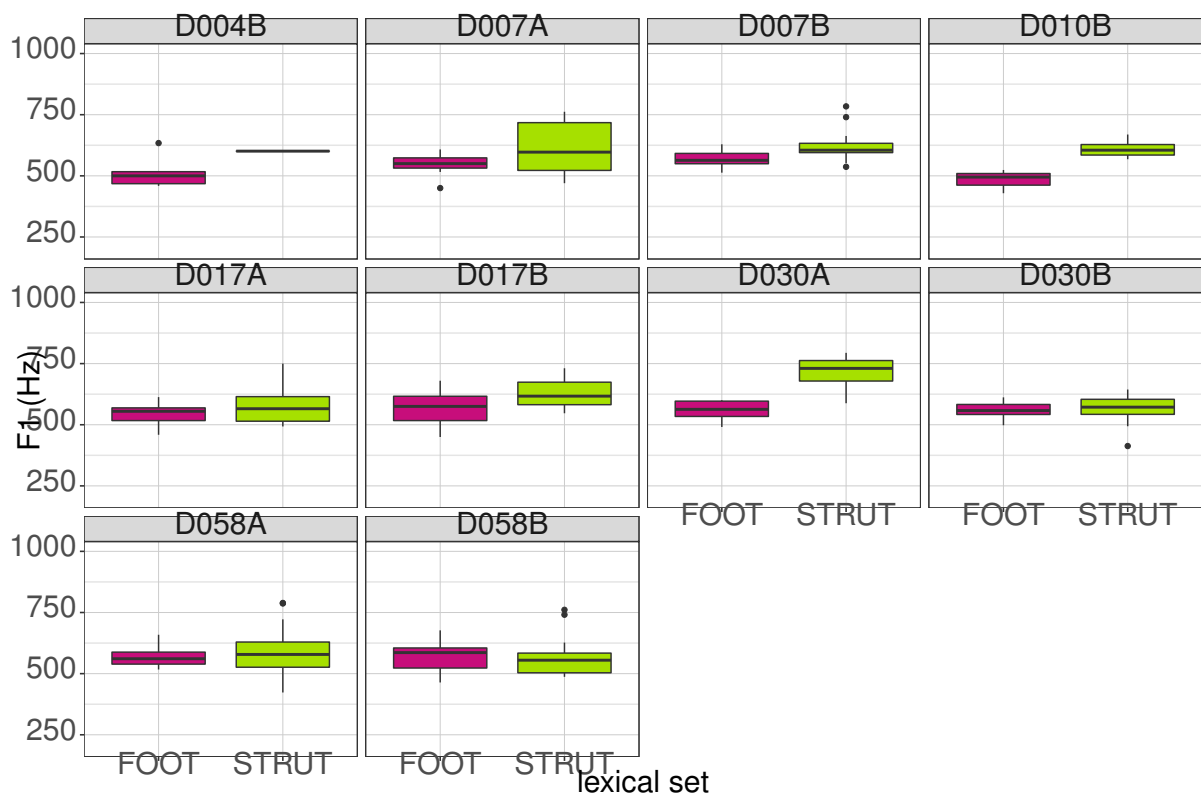 D004B D007A D007B D010B
1000
750
500
250
D017A D017B D030A D030B
1000
750
500
250
F1 (Hz)
FOOT STRUT FOOT STRUT
D058A D058B
1000
750
500
250
FOOT STRUT FOOT STRUT
lexical set